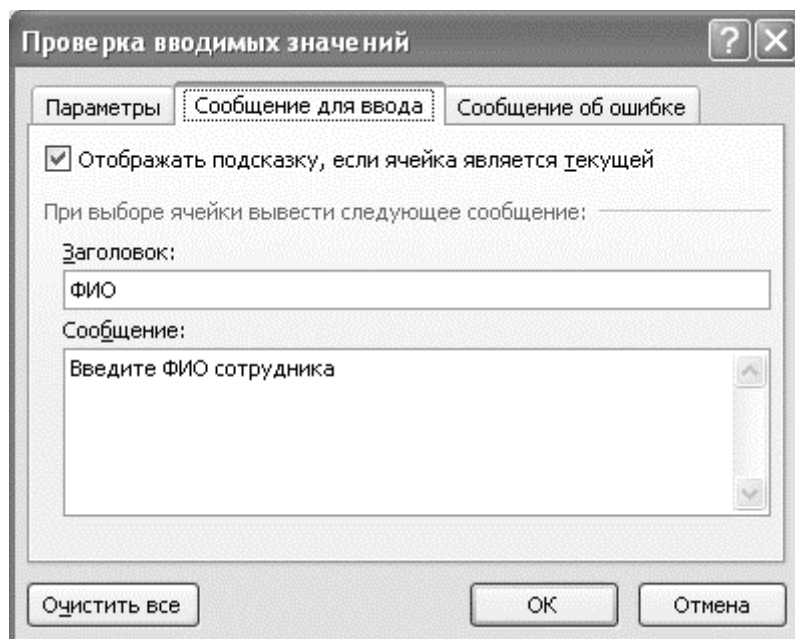 Проверка вводимых значений
Параметры Сообщение для ввода Сообщение об ошибке
Отображать подсказку, если ячейка является текущей
При выборе ячейки вывести следующее сообщение:
Заголовок:
ФИО
Сообщение:
Введите ФИО сотрудника
Очистить все ОК Отмена